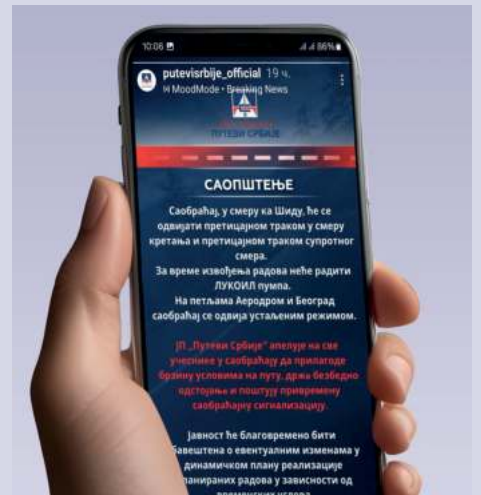 10:06 86%
putevisrbije_official 19 ч.
MoodMode • Breaking News
ПУТЕВИ СРБИЈЕ
САОПШТЕЊЕ
Саобраћај, у смеру ка Шиду, ће се
одвијати претицајном траком у смеру
кретања и претицајном траком супротног
смера.
За време извођења радова неће радити
ЛУКОИЛ пумпа.
На петљама Аеродром и Београд
саобраћај се одвија устаљеним режимом.
ЈП „Путеви Србије" апелује на све
учеснике у саобраћају да прилагоде
брзину условима на путу, држе безбедно
одстојање и поштују привремену
саобраћајну сигнализацију.
Јавност ће благовремено бити
бавештена о евентуалним изменама у
динамичком плану реализације
ланираних радова у зависности од
временских услова